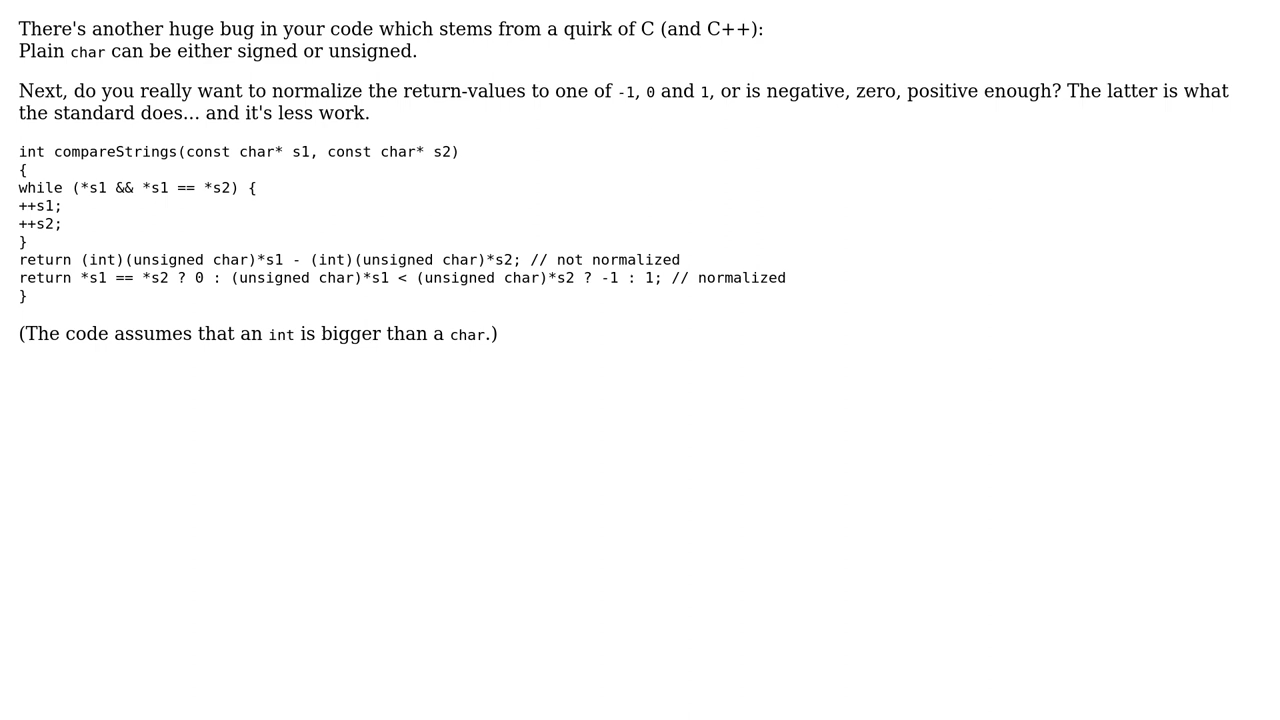 There's another huge bug in your code which stems from a quirk of C (and C++):
Plain char can be either signed or unsigned.
Next, do you really want to normalize the return-values to one of -1, 0 and 1, or is negative, zero, positive enough? The latter is what
the standard does... and it's less work.
int compareStrings(const char* s1, const char* s2)
{
while (*s1 && *s1 == *s2) {
++s1;
++s2;
}
return (int)(unsigned char)*s1 - (int)(unsigned char)*s2; // not normalized
return *s1 == *s2 ? 0 : (unsigned char)*s1 < (unsigned char)*s2 ? -1 : 1; // normalized
}
(The code assumes that an int is bigger than a char.)